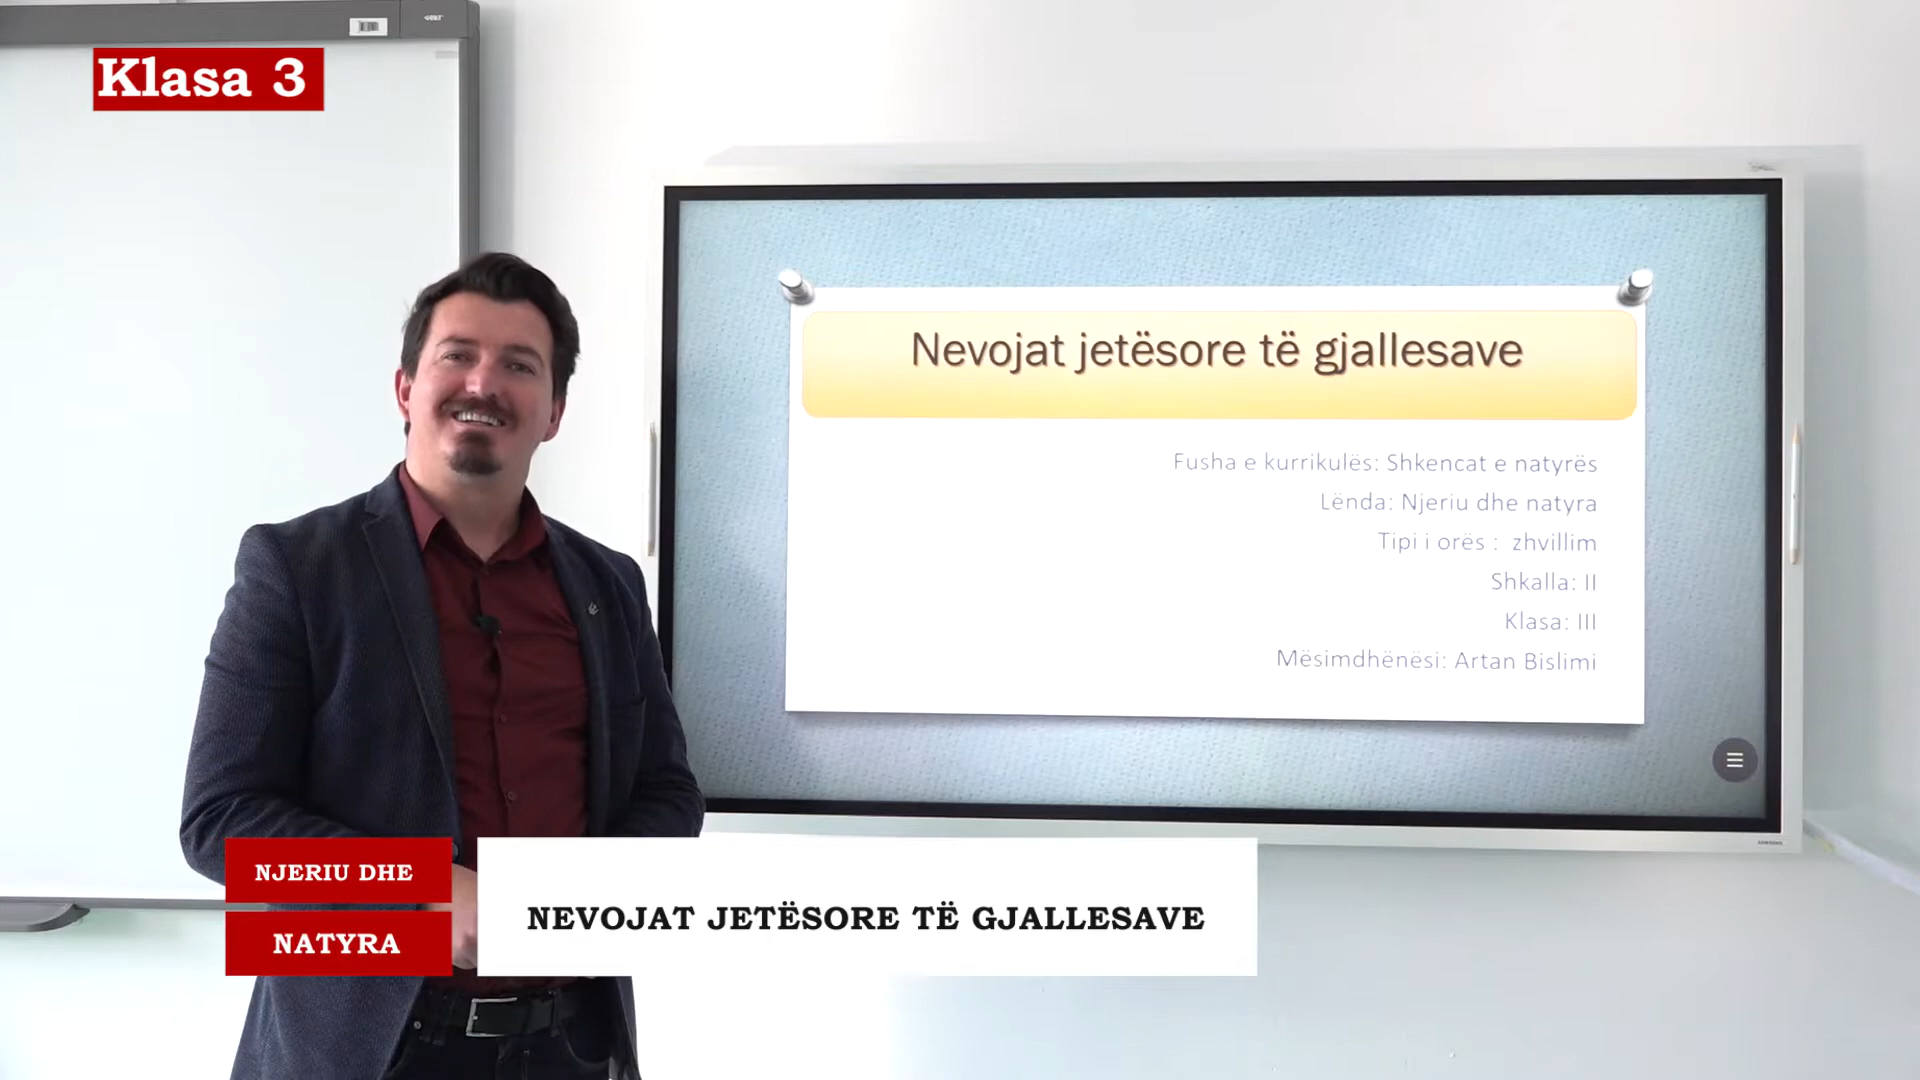 Klasa 3
Nevojat jetësore të gjallesave
Fusha e kurrikulës: Shkencat e natyrës
Lënda: Njeriu dhe natyra
Tipi i orës : zhvillim
Shkalla: II
Klasa: III
Mësimdhënësi: Artan Bislimi
SAMSUNG
NJERIU DHE
NATYRA
NEVOJAT JETËSORE TË GJALLESAVE